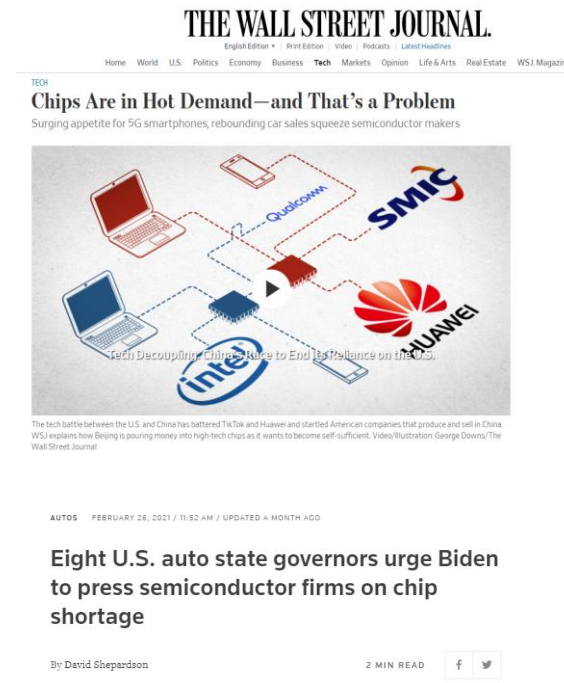 THE WALL STREET JOURNAL.
English Edition ▾ | Print Edition | Video | Podcasts | Latest Headlines
Home World U.S. Politics Economy Business Tech Markets Opinion Life & Arts Real Estate WSJ. Magazin
TECH
Chips Are in Hot Demand—and That's a Problem
Surging appetite for 5G smartphones, rebounding car sales squeeze semiconductor makers
Qualcomm
SMIC
HUAWEI
Tech Decoupling: China's Race to End Its Reliance on the U.S.
intel
The tech battle between the U.S. and China has battered TikTok and Huawei and startled American companies that produce and sell in China
WSJ explains how Beijing is pouring money into high-tech chips as it wants to become self-sufficient. Video/Illustration: George Downs/The
Wall Street Journal
AUTOS FEBRUARY 26, 2021 / 11:52 AM / UPDATED A MONTH AGO
Eight U.S. auto state governors urge Biden
to press semiconductor firms on chip
shortage
By David Shepardson
2 MIN READ